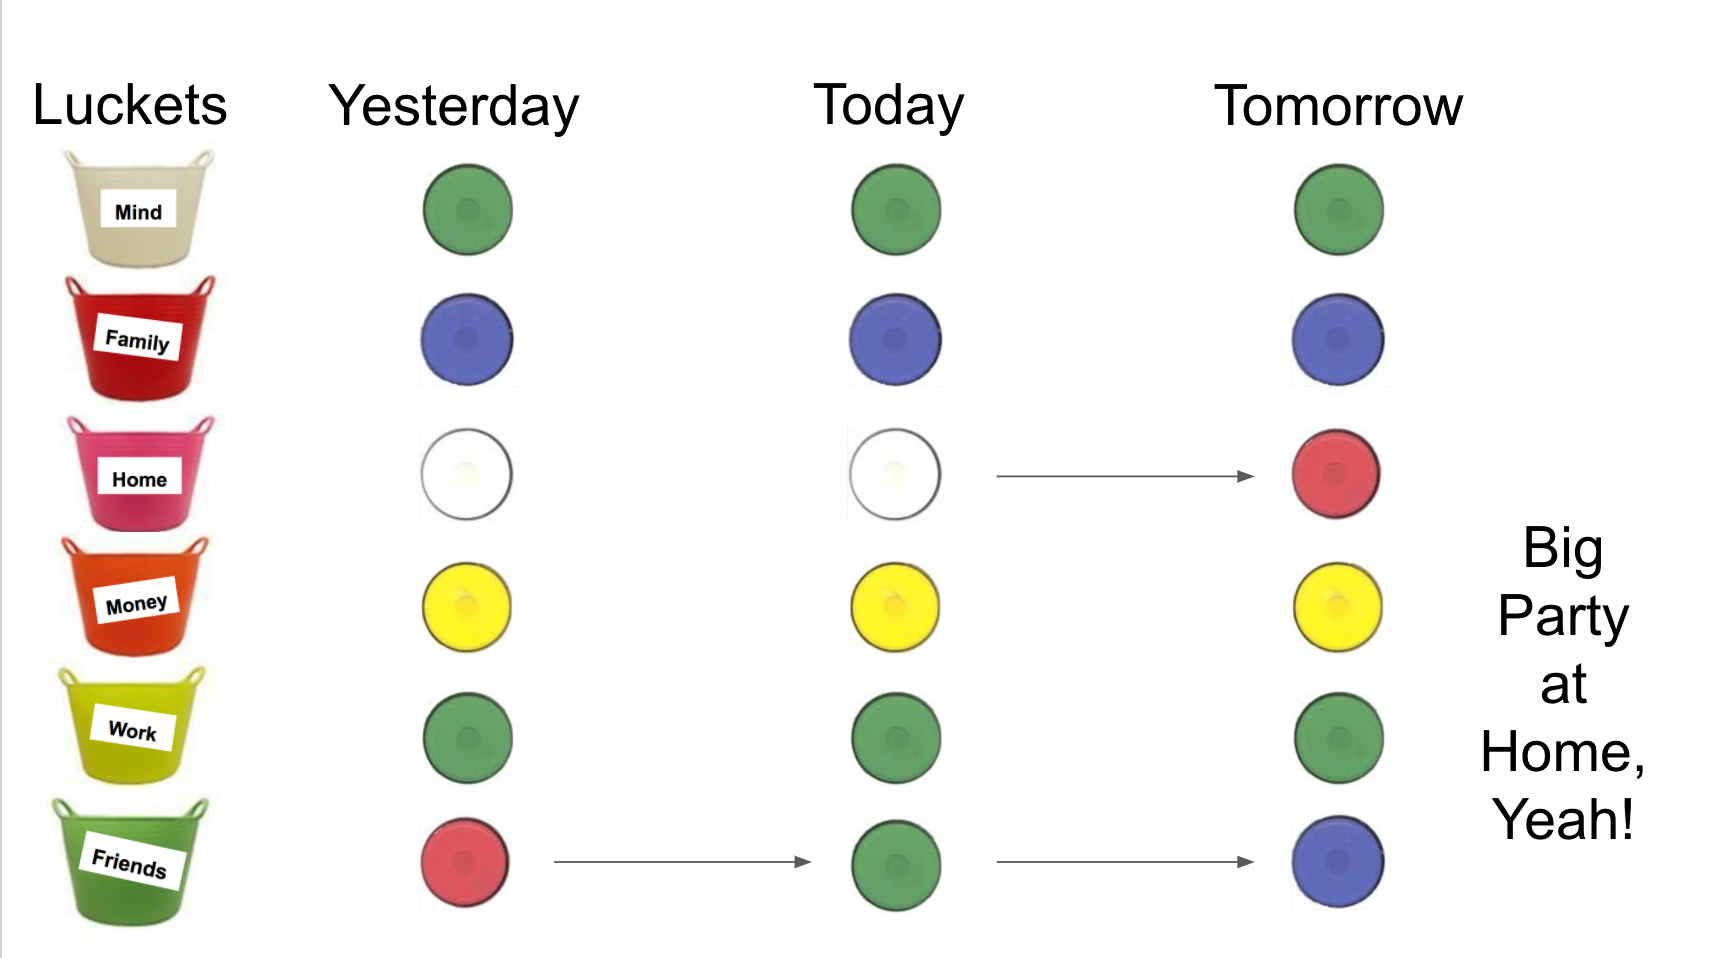 Luckets Yesterday Today Tomorrow
Mind
Family
Home
Money
Work
Friends
Big
Party
at
Home,
Yeah!